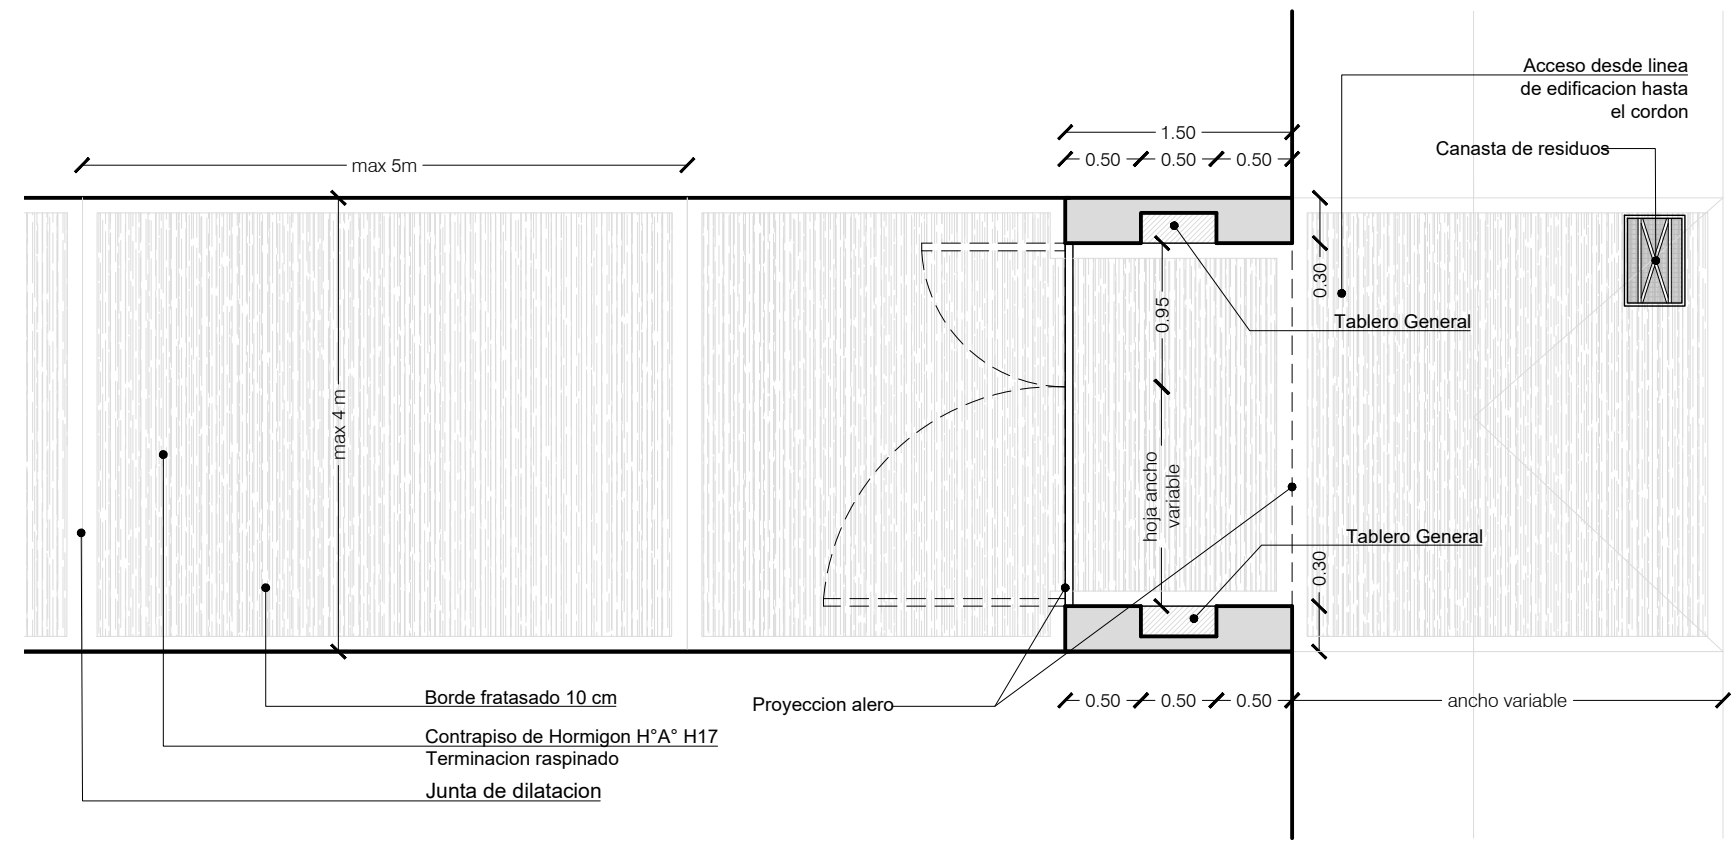 Acceso desde linea
de edificacion hasta
el cordon
1.50
Canasta de residuos
max 5m
0.50
0.50
0.50
0.30
0.95
Tablero General
max 4 m
hoja ancho
variable
Tablero General
0.30
Borde fratasado 10 cm
Proyeccion alero
0.50
0.50
0.50
ancho variable
Contrapiso de Hormigon H°A° H17
Terminacion raspinado
Junta de dilatacion